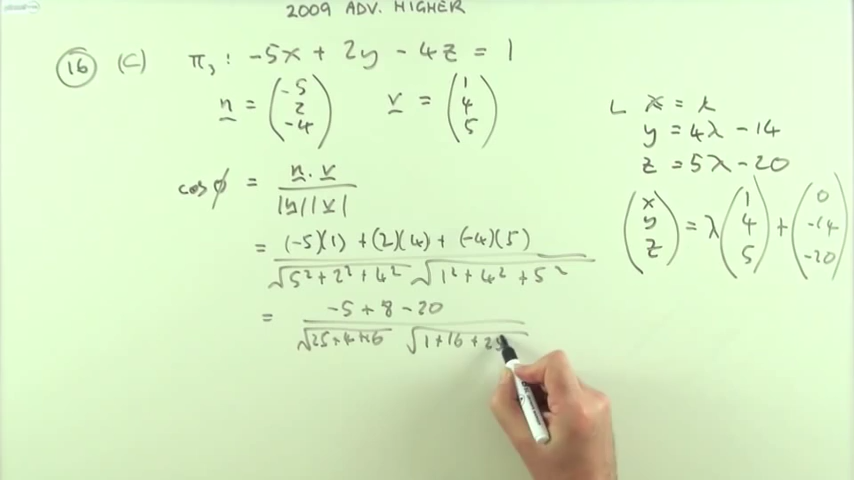 2009 ADV. HIGHER
16 (C) π₃ : -5x + 2y - 4z = 1
n = (-5 2 -4) v = (1 4 5)
cos φ = n . v / |n||v|
= (-5)(1) + (2)(4) + (-4)(5) / √5² + 2² + 4² √1² + 4² + 5²
= -5 + 8 - 20 / √25 + 4 + 16 √1 + 16 + 25
L x = λ
y = 4λ - 14
z = 5λ - 20
(x y z) = λ (1 4 5) + (0 -14 -20)